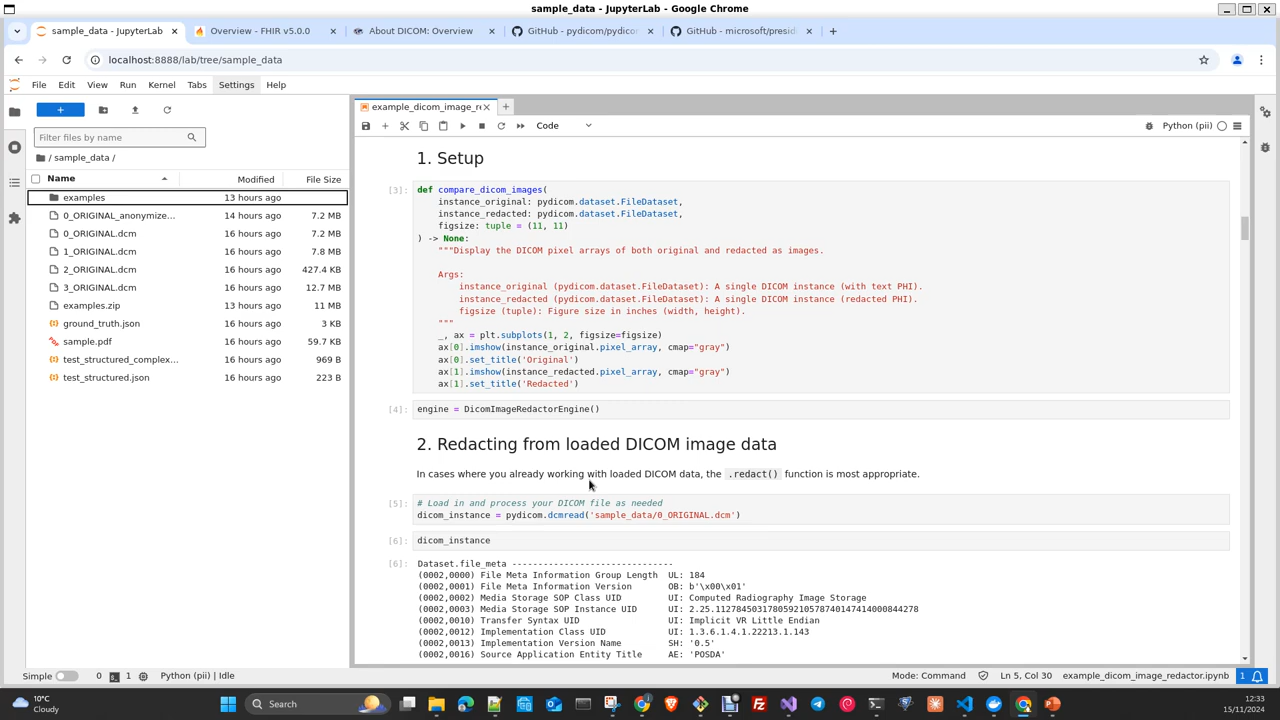 sample_data - JupyterLab - Google Chrome
sample_data - JupyterLab
Overview - FHIR v5.0.0
About DICOM: Overview
GitHub - pydicom/pydicor
GitHub - microsoft/presid
localhost:8888/lab/tree/sample_data
File Edit View Run Kernel Tabs Settings Help
Filter files by name
/ sample_data /
Name Modified File Size
examples 13 hours ago
0_ORIGINAL_anonymize... 14 hours ago 7.2 MB
0_ORIGINAL.dcm 16 hours ago 7.2 MB
1_ORIGINAL.dcm 16 hours ago 7.8 MB
2_ORIGINAL.dcm 16 hours ago 427.4 KB
3_ORIGINAL.dcm 16 hours ago 12.7 MB
examples.zip 13 hours ago 11 MB
ground_truth.json 16 hours ago 3 KB
sample.pdf 16 hours ago 59.7 KB
test_structured_complex... 16 hours ago 969 B
test_structured.json 16 hours ago 223 B
example_dicom_image_re
Code
Python (pii)
1. Setup
[3]:
def compare_dicom_images(
instance_original: pydicom.dataset.FileDataset,
instance_redacted: pydicom.dataset.FileDataset,
figsize: tuple = (11, 11)
) -> None:
"""Display the DICOM pixel arrays of both original and redacted as images.
Args:
instance_original (pydicom.dataset.FileDataset): A single DICOM instance (with text PHI).
instance_redacted (pydicom.dataset.FileDataset): A single DICOM instance (redacted PHI).
figsize (tuple): Figure size in inches (width, height).
"""
_, ax = plt.subplots(1, 2, figsize=figsize)
ax[0].imshow(instance_original.pixel_array, cmap="gray")
ax[0].set_title('Original')
ax[1].imshow(instance_redacted.pixel_array, cmap="gray")
ax[1].set_title('Redacted')
[4]:
engine = DicomImageRedactorEngine()
2. Redacting from loaded DICOM image data
In cases where you already working with loaded DICOM data, the .redact() function is most appropriate.
[5]:
# Load in and process your DICOM file as needed
dicom_instance = pydicom.dcmread('sample_data/0_ORIGINAL.dcm')
[6]:
dicom_instance
[6]:
Dataset.file_meta -------------------------------
(0002,0000) File Meta Information Group Length UL: 184
(0002,0001) File Meta Information Version OB: b'\x00\x01'
(0002,0002) Media Storage SOP Class UID UI: Computed Radiography Image Storage
(0002,0003) Media Storage SOP Instance UID UI: 2.25.112784503178059210578740147414000844278
(0002,0010) Transfer Syntax UID UI: Implicit VR Little Endian
(0002,0012) Implementation Class UID UI: 1.3.6.1.4.1.22213.1.143
(0002,0013) Implementation Version Name SH: '0.5'
(0002,0016) Source Application Entity Title AE: 'POSDA'
Simple 0 1 Python (pii) | Idle Mode: Command Ln 5, Col 30 example_dicom_image_redactor.ipynb 1
10°C
Cloudy
Search
12:33
15/11/2024